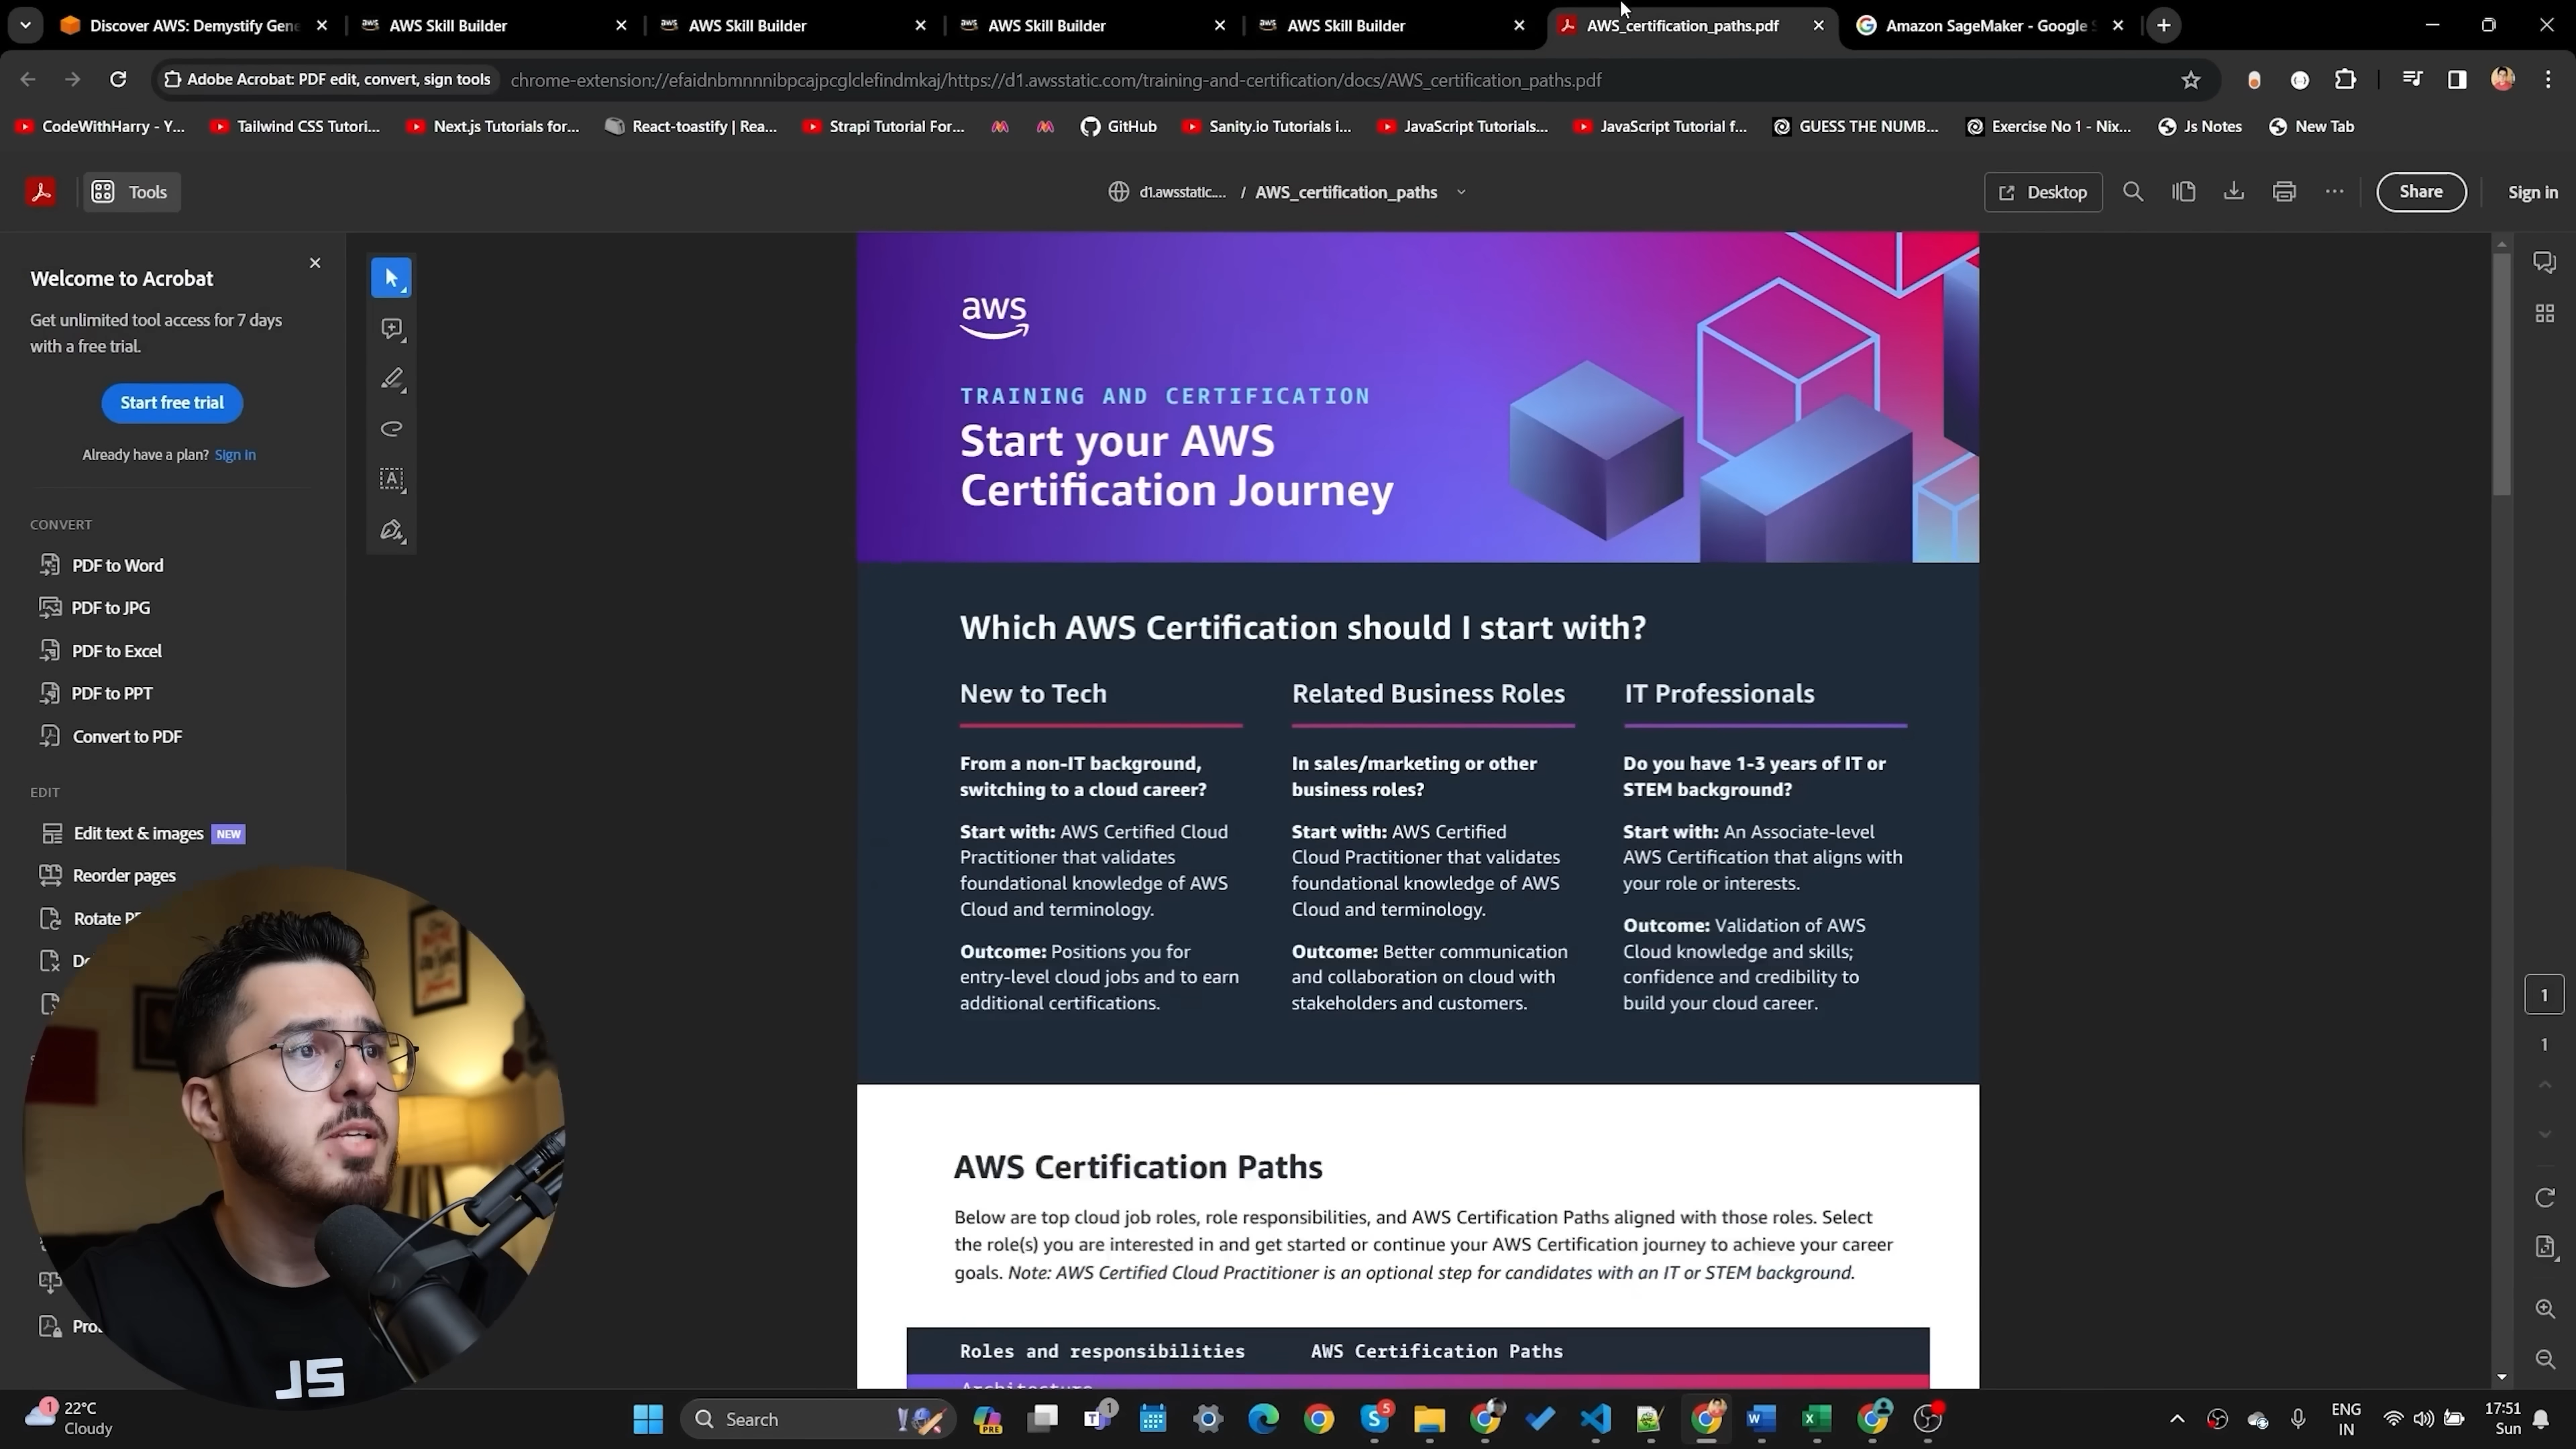 Discover AWS: Demystify Gene
AWS Skill Builder
AWS Skill Builder
AWS Skill Builder
AWS Skill Builder
AWS_certification_paths.pdf
Amazon SageMaker - Google S
Adobe Acrobat: PDF edit, convert, sign tools
chrome-extension://efaidnbmnnnibpcajpcglclefindmkaj/https://d1.awsstatic.com/training-and-certification/docs/AWS_certification_paths.pdf
CodeWithHarry - Y...
Tailwind CSS Tutori...
Next.js Tutorials for...
React-toastify | Rea...
Strapi Tutorial For...
GitHub
Sanity.io Tutorials i...
JavaScript Tutorials...
JavaScript Tutorial f...
GUESS THE NUMB...
Exercise No 1 - Nix...
Js Notes
New Tab
Tools
d1.awsstatic.... / AWS_certification_paths
Desktop
Share
Sign in
Welcome to Acrobat
Get unlimited tool access for 7 days
with a free trial.
Start free trial
Already have a plan? Sign in
CONVERT
PDF to Word
PDF to JPG
PDF to Excel
PDF to PPT
Convert to PDF
EDIT
Edit text & images NEW
Reorder pages
Rotate
aws
TRAINING AND CERTIFICATION
Start your AWS
Certification Journey
Which AWS Certification should I start with?
New to Tech
From a non-IT background,
switching to a cloud career?
Start with: AWS Certified Cloud
Practitioner that validates
foundational knowledge of AWS
Cloud and terminology.
Outcome: Positions you for
entry-level cloud jobs and to earn
additional certifications.
Related Business Roles
In sales/marketing or other
business roles?
Start with: AWS Certified
Cloud Practitioner that validates
foundational knowledge of AWS
Cloud and terminology.
Outcome: Better communication
and collaboration on cloud with
stakeholders and customers.
IT Professionals
Do you have 1-3 years of IT or
STEM background?
Start with: An Associate-level
AWS Certification that aligns with
your role or interests.
Outcome: Validation of AWS
Cloud knowledge and skills;
confidence and credibility to
build your cloud career.
AWS Certification Paths
Below are top cloud job roles, role responsibilities, and AWS Certification Paths aligned with those roles. Select
the role(s) you are interested in and get started or continue your AWS Certification journey to achieve your career
goals. Note: AWS Certified Cloud Practitioner is an optional step for candidates with an IT or STEM background.
Roles and responsibilities
AWS Certification Paths
Architecture
1
1
JS
1
22°C
Cloudy
Search
PRE
1
5
ENG
IN
17:51
Sun